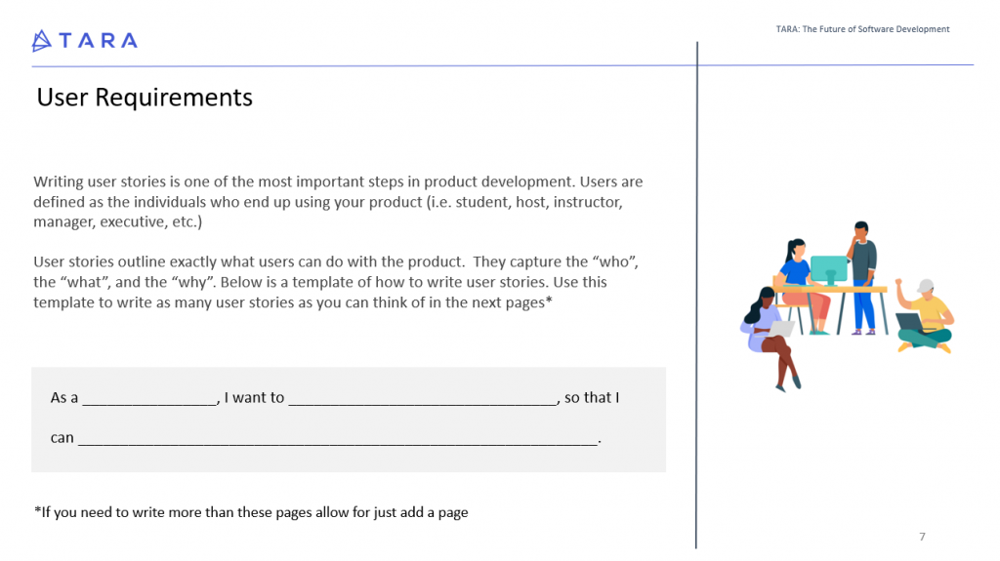 TARA
TARA: The Future of Software Development
User Requirements
Writing user stories is one of the most important steps in product development. Users are
defined as the individuals who end up using your product (i.e. student, host, instructor,
manager, executive, etc.)
User stories outline exactly what users can do with the product.  They capture the “who”,
the “what”, and the “why”. Below is a template of how to write user stories. Use this
template to write as many user stories as you can think of in the next pages*
As a ________________, I want to ________________________________, so that I
can ______________________________________________________________.
*If you need to write more than these pages allow for just add a page
7